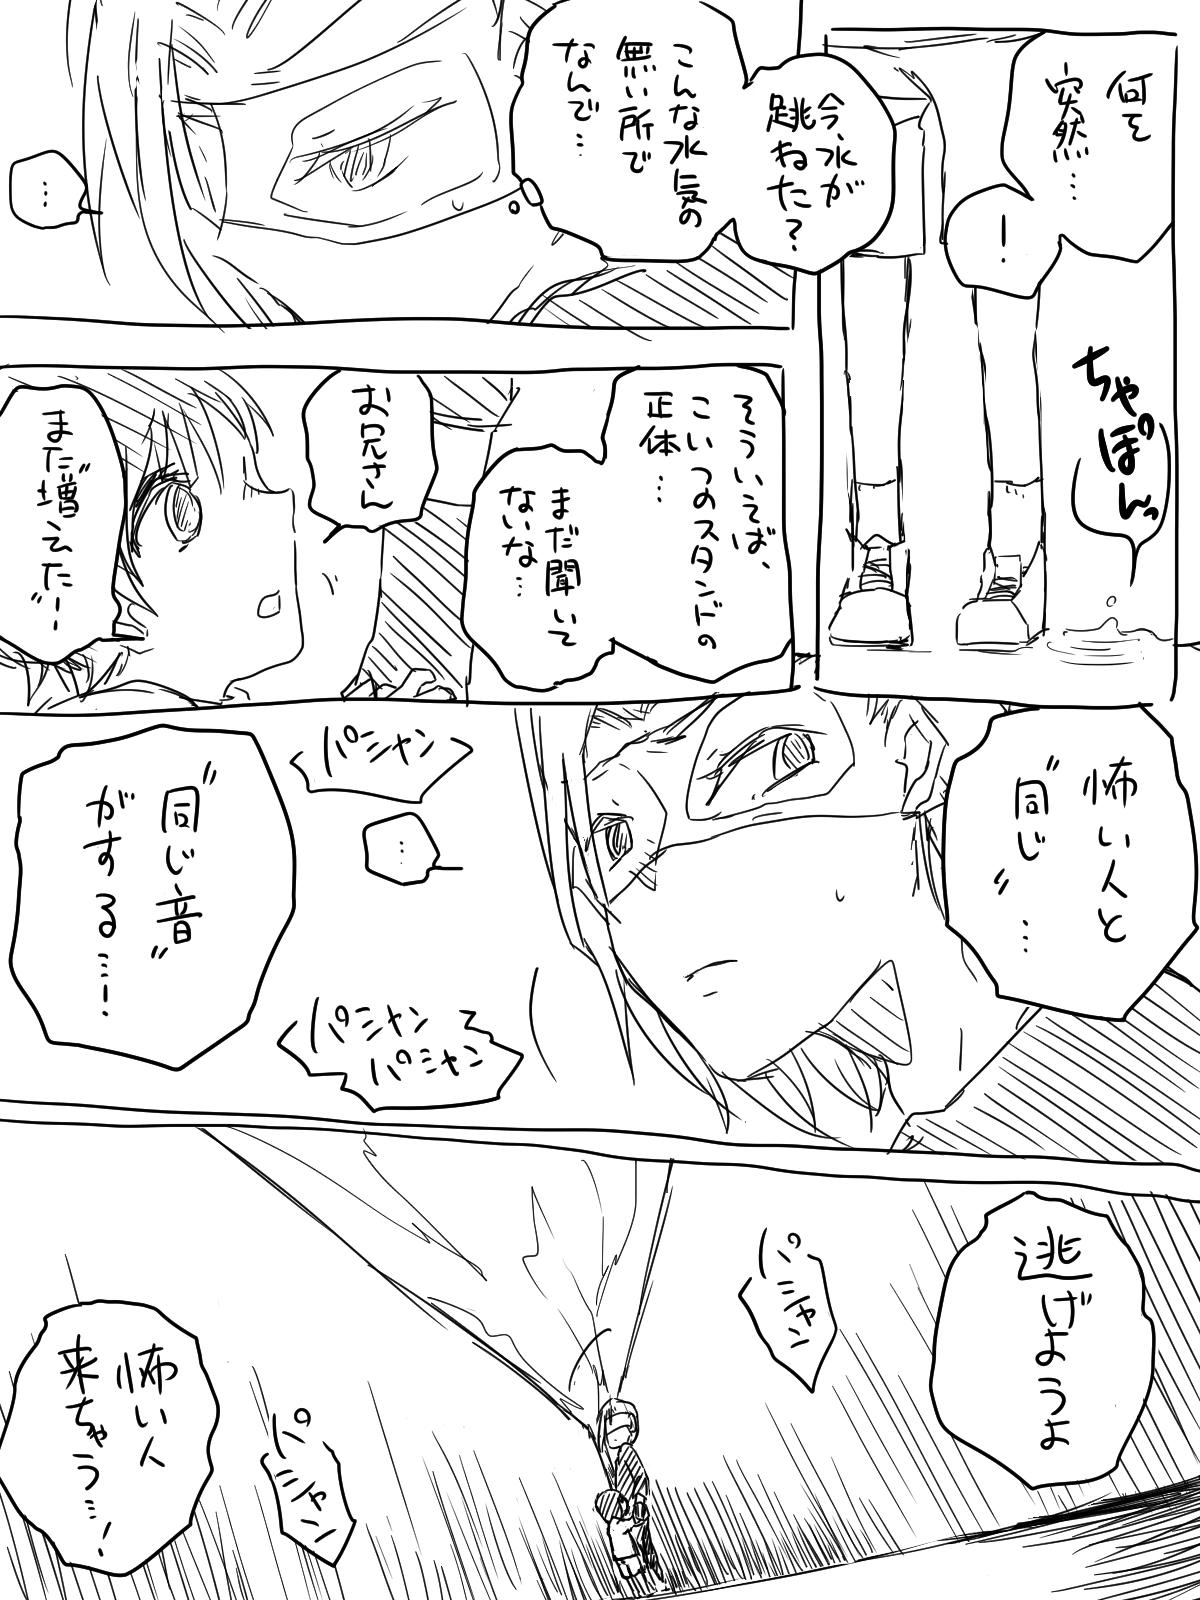 何を
突然…
!
ちゃぽんっ
今、水が
跳ねた?
こんな水気の
無い所で
なんで…
…
そういえば、
こいつのスタンドの
正体…
まだ聞いて
ないな…
お兄さん
まだ増えた…!
怖い人と
"同じ"…
パシャン
…
パシャン
パシャン
"同じ音"
がする…!
逃げようよ
パシャン
パシャン
怖い人
来ちゃう…!